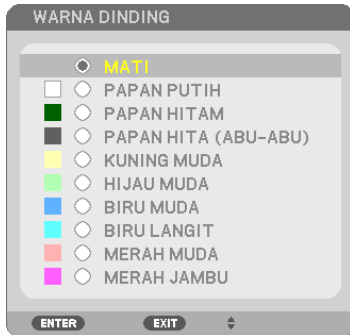 WARNA DINDING
MATI
PAPAN PUTIH
PAPAN HITAM
PAPAN HITA (ABU-ABU)
KUNING MUDA
HIJAU MUDA
BIRU MUDA
BIRU LANGIT
MERAH MUDA
MERAH JAMBU
ENTER EXIT